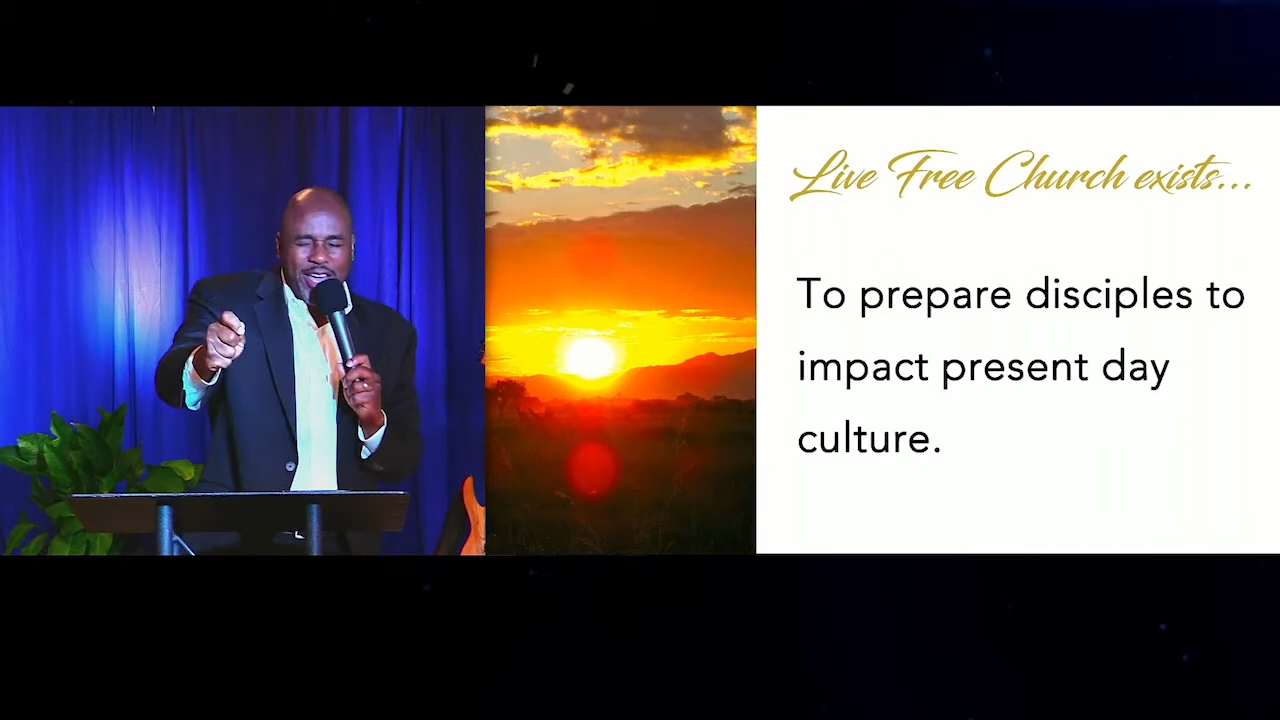 Live Free Church exists...
To prepare disciples to
impact present day
culture.